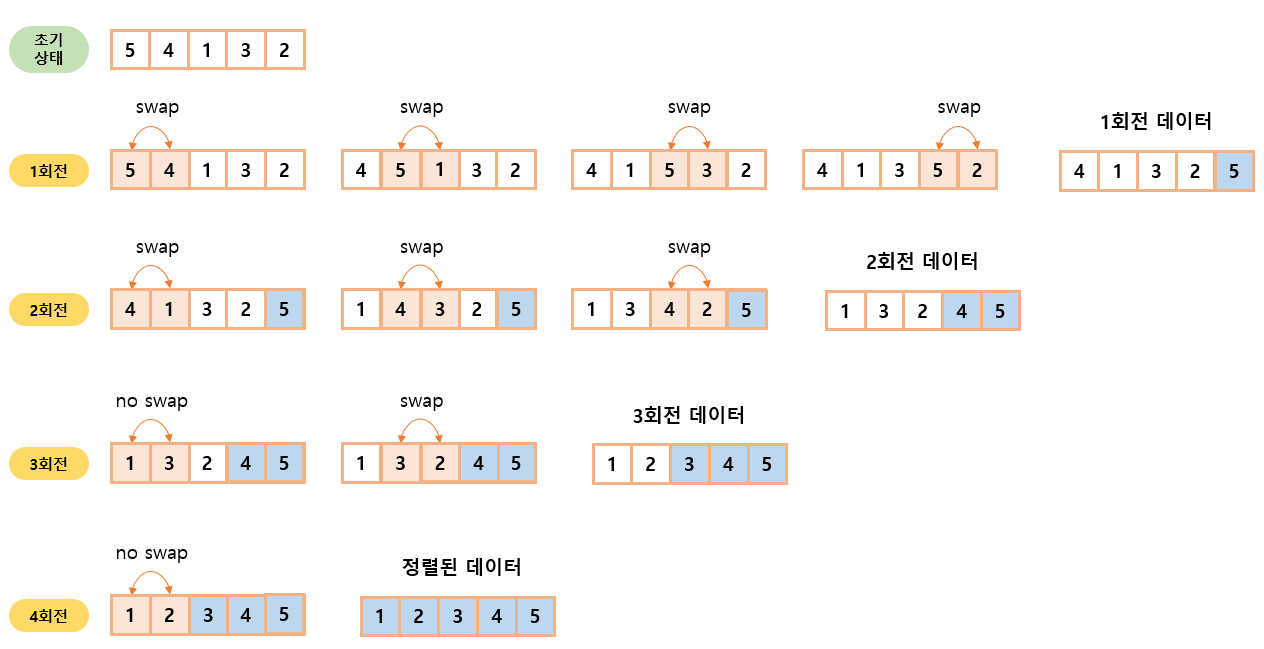 초기
상태
5 4 1 3 2
swap swap swap swap
1회전 데이터
1회전 5 4 1 3 2 4 5 1 3 2 4 1 5 3 2 4 1 3 5 2 4 1 3 2 5
swap swap swap
2회전 데이터
2회전 4 1 3 2 5 1 4 3 2 5 1 3 4 2 5 1 3 2 4 5
no swap swap
3회전 데이터
3회전 1 3 2 4 5 1 3 2 4 5 1 2 3 4 5
no swap
정렬된 데이터
4회전 1 2 3 4 5 1 2 3 4 5